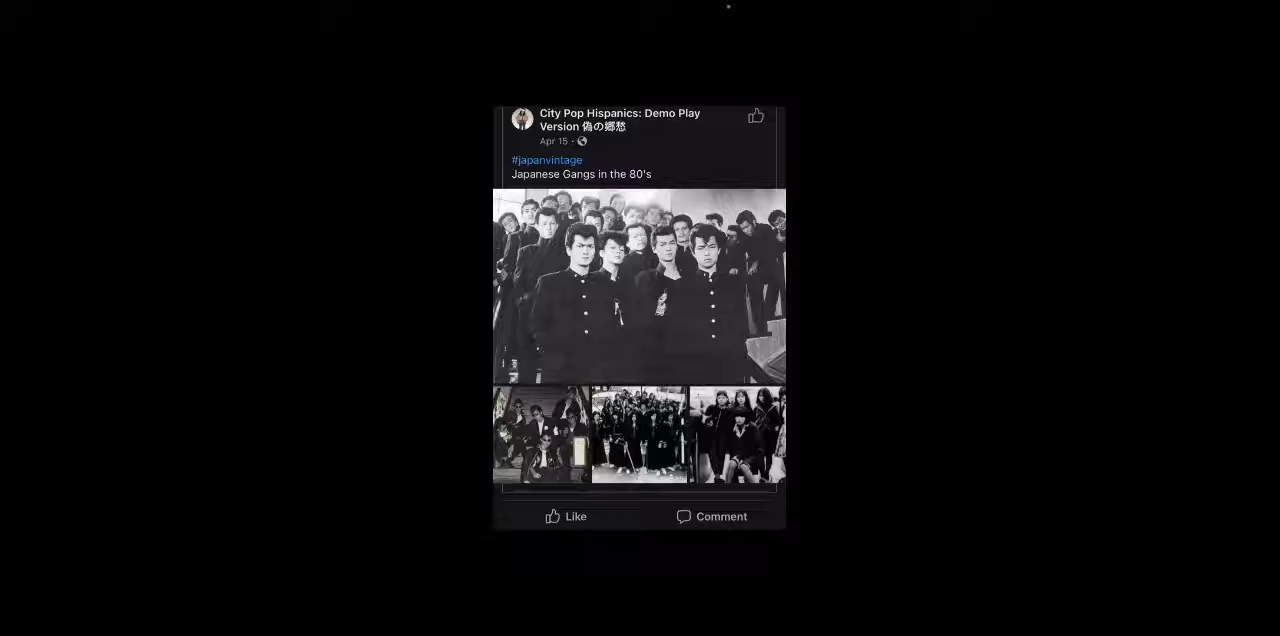 City Pop Hispanics: Demo Play
Version 偽の郷愁
Apr 15 ·
#japanvintage
Japanese Gangs in the 80's
Like
Comment